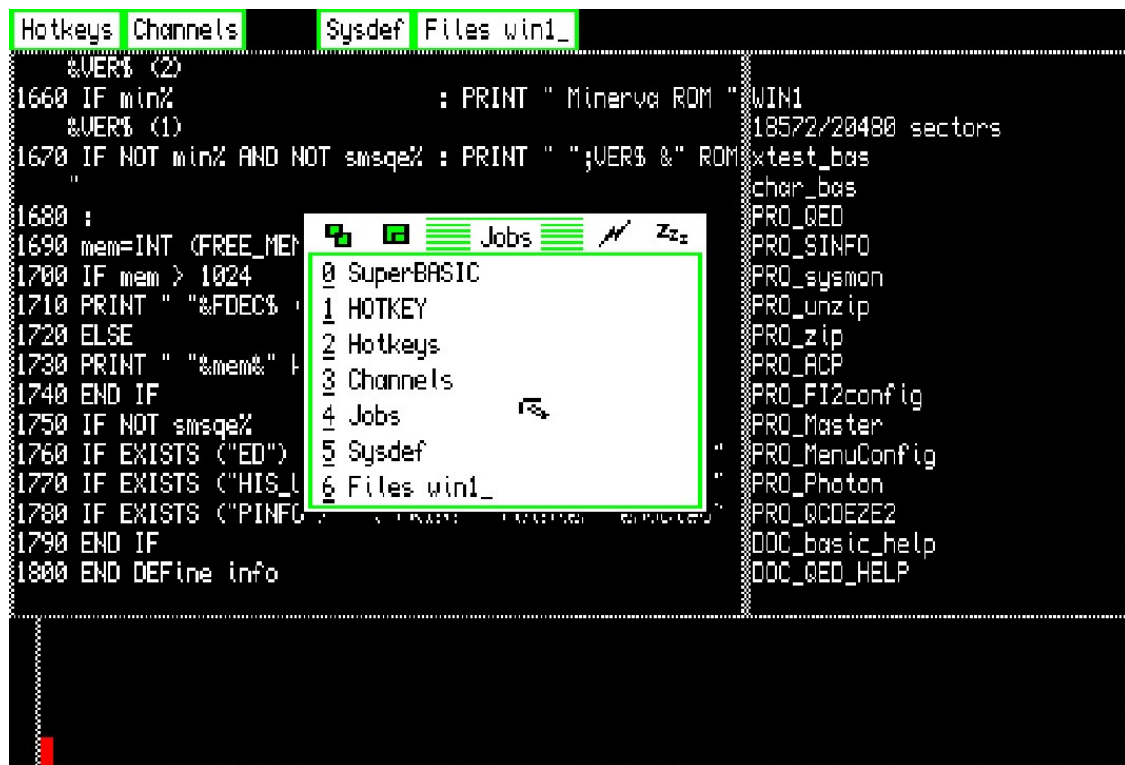 Hotkeys Channels Sysdef Files win1_
&VER$ (2)
1660 IF min% : PRINT " Minerva ROM "
&VER$ (1)
1670 IF NOT min% AND NOT smsqe% : PRINT " ";VER$ &" ROM
"
1680 :
1690 mem=INT (FREE_MEM
1700 IF mem > 1024
1710 PRINT " "&FDEC$
1720 ELSE
1730 PRINT " "&mem&"
1740 END IF
1750 IF NOT smsqe%
1760 IF EXISTS ("ED") "
1770 IF EXISTS ("HIS_ "
1780 IF EXISTS ("PINFO
1790 END IF
1800 END DEFine info
Jobs Zzz
0 SuperBASIC
1 HOTKEY
2 Hotkeys
3 Channels
4 Jobs
5 Sysdef
6 Files win1_
WIN1
18572/20480 sectors
xtest_bas
char_bas
PRO_QED
PRO_SINFO
PRO_sysmon
PRO_unzip
PRO_zip
PRO_ACP
PRO_FI2config
PRO_Master
PRO_MenuConfig
PRO_Photon
PRO_QCDEZE2
DOC_basic_help
DOC_QED_HELP